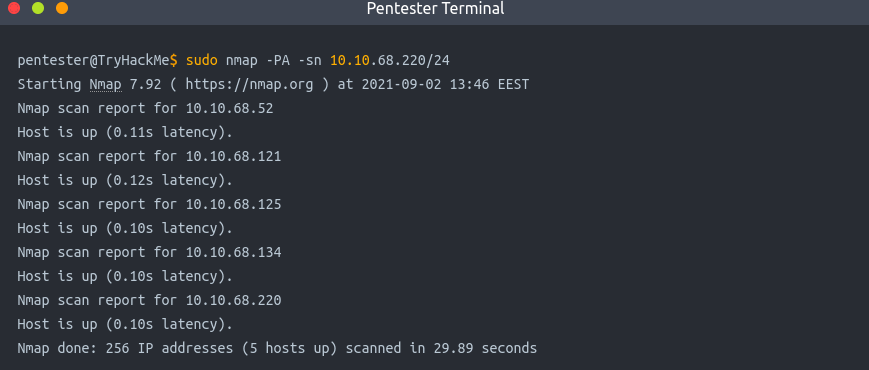 Pentester Terminal
pentester@TryHackMe$ sudo nmap -PA -sn 10.10.68.220/24
Starting Nmap 7.92 ( https://nmap.org ) at 2021-09-02 13:46 EEST
Nmap scan report for 10.10.68.52
Host is up (0.11s latency).
Nmap scan report for 10.10.68.121
Host is up (0.12s latency).
Nmap scan report for 10.10.68.125
Host is up (0.10s latency).
Nmap scan report for 10.10.68.134
Host is up (0.10s latency).
Nmap scan report for 10.10.68.220
Host is up (0.10s latency).
Nmap done: 256 IP addresses (5 hosts up) scanned in 29.89 seconds